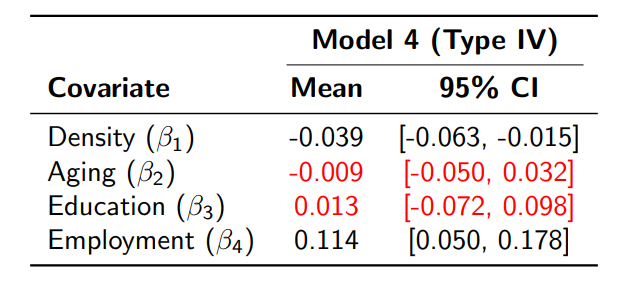 Model 4 (Type IV)
Covariate Mean 95% CI
Density (β₁) -0.039 [-0.063, -0.015]
Aging (β₂) -0.009 [-0.050, 0.032]
Education (β₃) 0.013 [-0.072, 0.098]
Employment (β₄) 0.114 [0.050, 0.178]